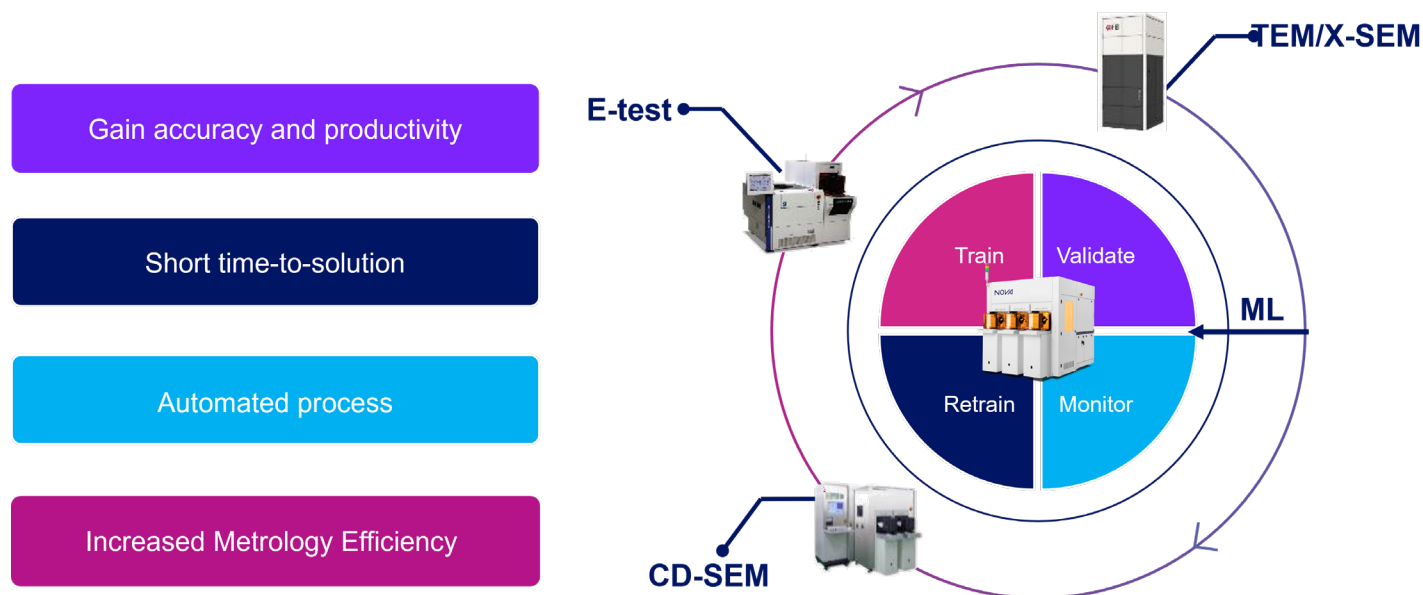 Gain accuracy and productivity
Short time-to-solution
Automated process
Increased Metrology Efficiency
TEM/X-SEM
E-test
Train
Validate
NOVA
ML
Retrain
Monitor
CD-SEM